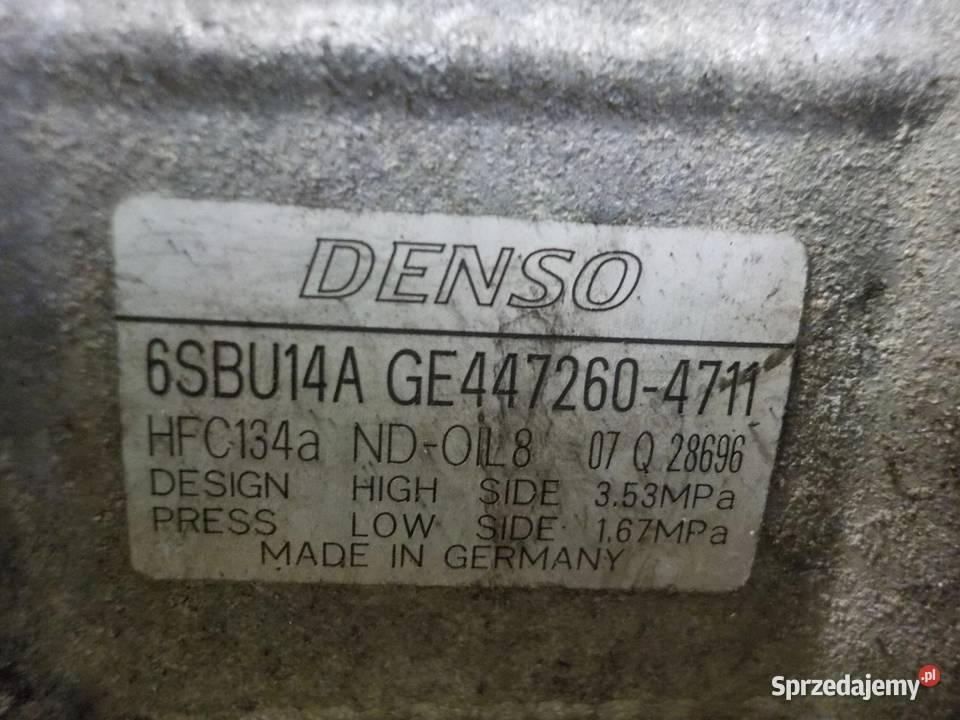 DENSO
6SBU14A GE447260-4711
HFC134a ND-OIL8 07 Q 28696
DESIGN HIGH SIDE 3.53MPa
PRESS LOW SIDE 1.67MPa
MADE IN GERMANY
Sprzedajemy.pl